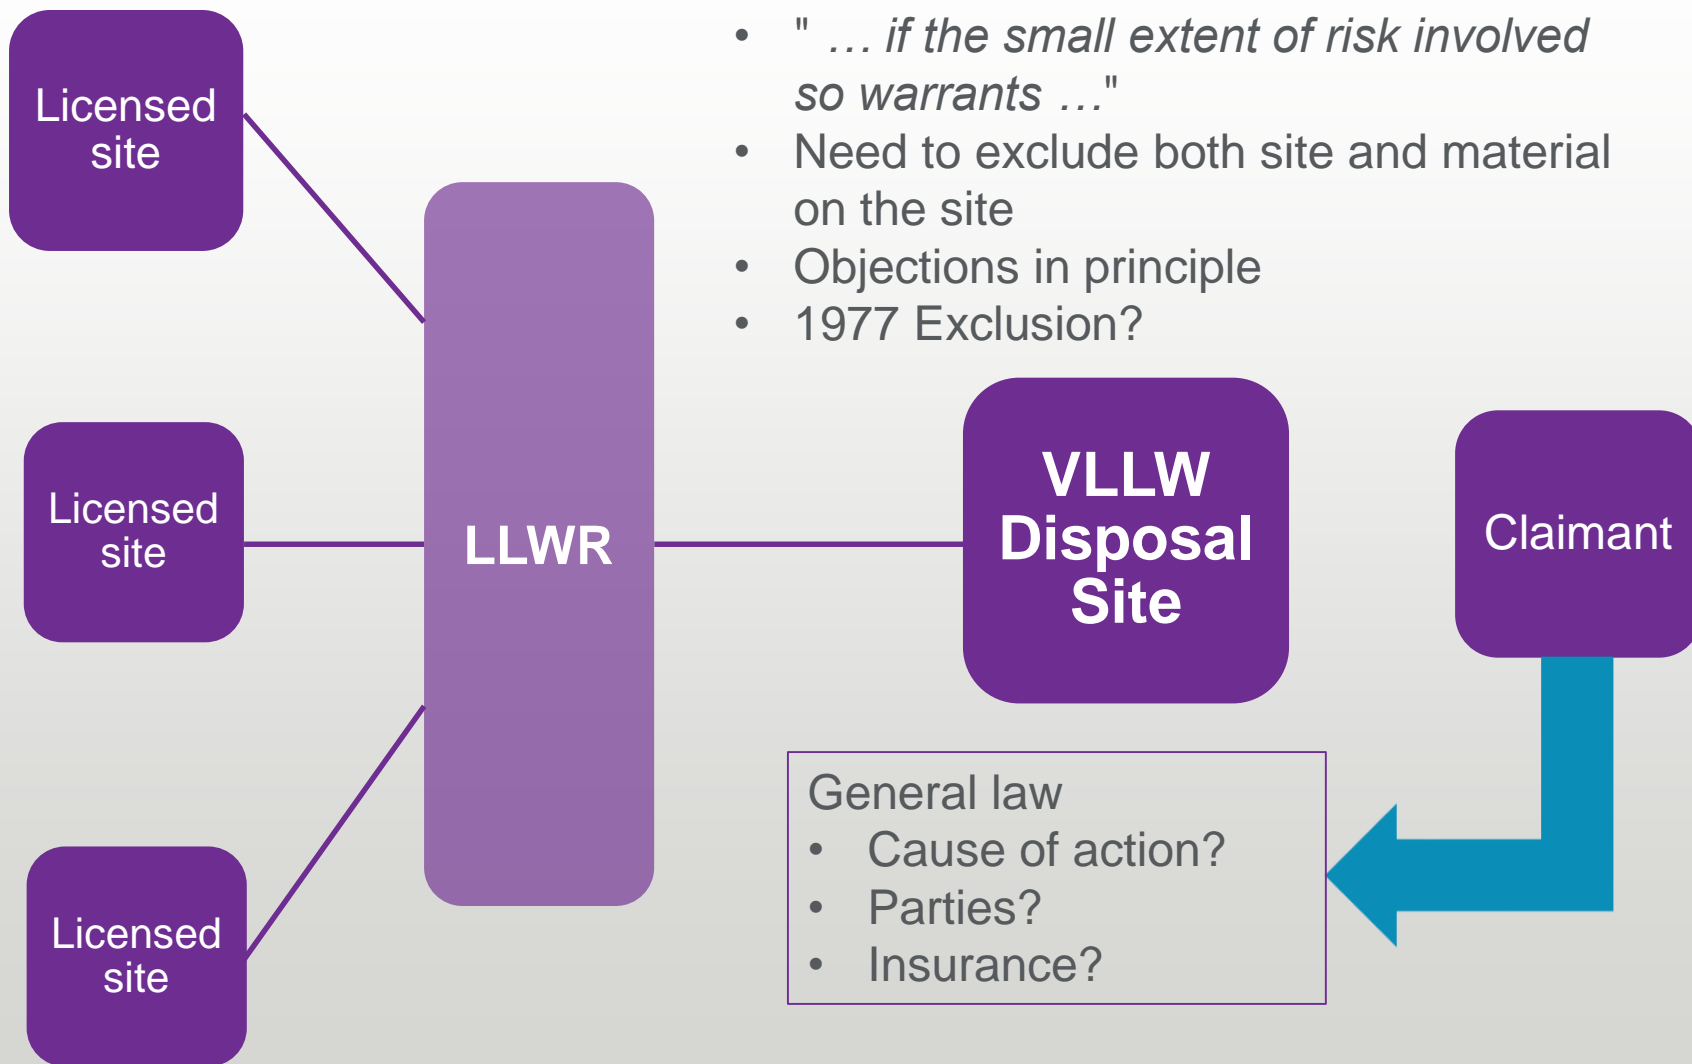 • " … if the small extent of risk involved
so warrants …"
• Need to exclude both site and material
on the site
• Objections in principle
• 1977 Exclusion?
Licensed
site
Licensed
site
Licensed
site
LLWR
VLLW
Disposal
Site
Claimant
General law
• Cause of action?
• Parties?
• Insurance?